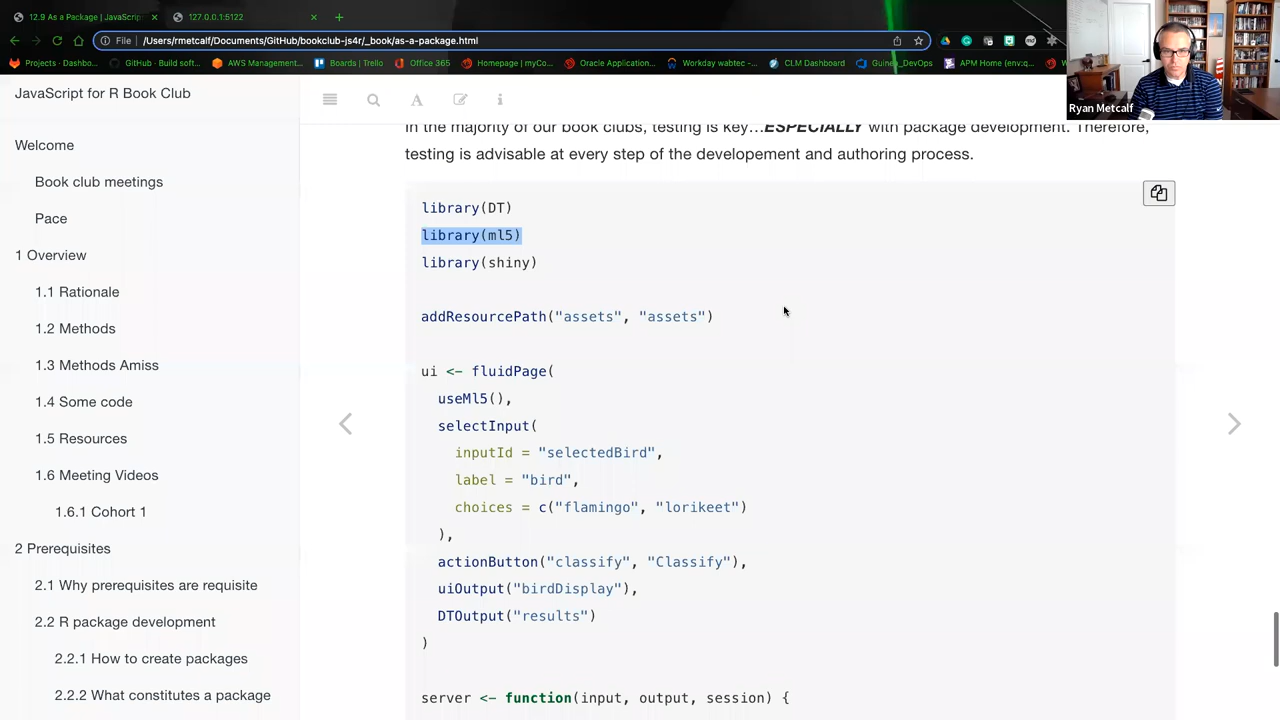 12.9 As a Package | JavaScrip
127.0.0.1:5122
File
/Users/rmetcalf/Documents/GitHub/bookclub-js4r/_book/as-a-package.html
Projects · Dashbo...
GitHub · Build soft...
AWS Management...
Boards | Trello
Office 365
Homepage | myCo...
Oracle Application...
Workday wabtec -...
CLM Dashboard
Guinea_DevOps
APM Home (env:q...
Ryan Metcalf
JavaScript for R Book Club
Welcome
Book club meetings
Pace
1 Overview
1.1 Rationale
1.2 Methods
1.3 Methods Amiss
1.4 Some code
1.5 Resources
1.6 Meeting Videos
1.6.1 Cohort 1
2 Prerequisites
2.1 Why prerequisites are requisite
2.2 R package development
2.2.1 How to create packages
2.2.2 What constitutes a package
In the majority of our book clubs, testing is key...ESPECIALLY with package development. Therefore,
testing is advisable at every step of the developement and authoring process.
library(DT)
library(ml5)
library(shiny)
addResourcePath("assets", "assets")
ui <- fluidPage(
useMl5(),
selectInput(
inputId = "selectedBird",
label = "bird",
choices = c("flamingo", "lorikeet")
),
actionButton("classify", "Classify"),
uiOutput("birdDisplay"),
DTOutput("results")
)
server <- function(input, output, session) {